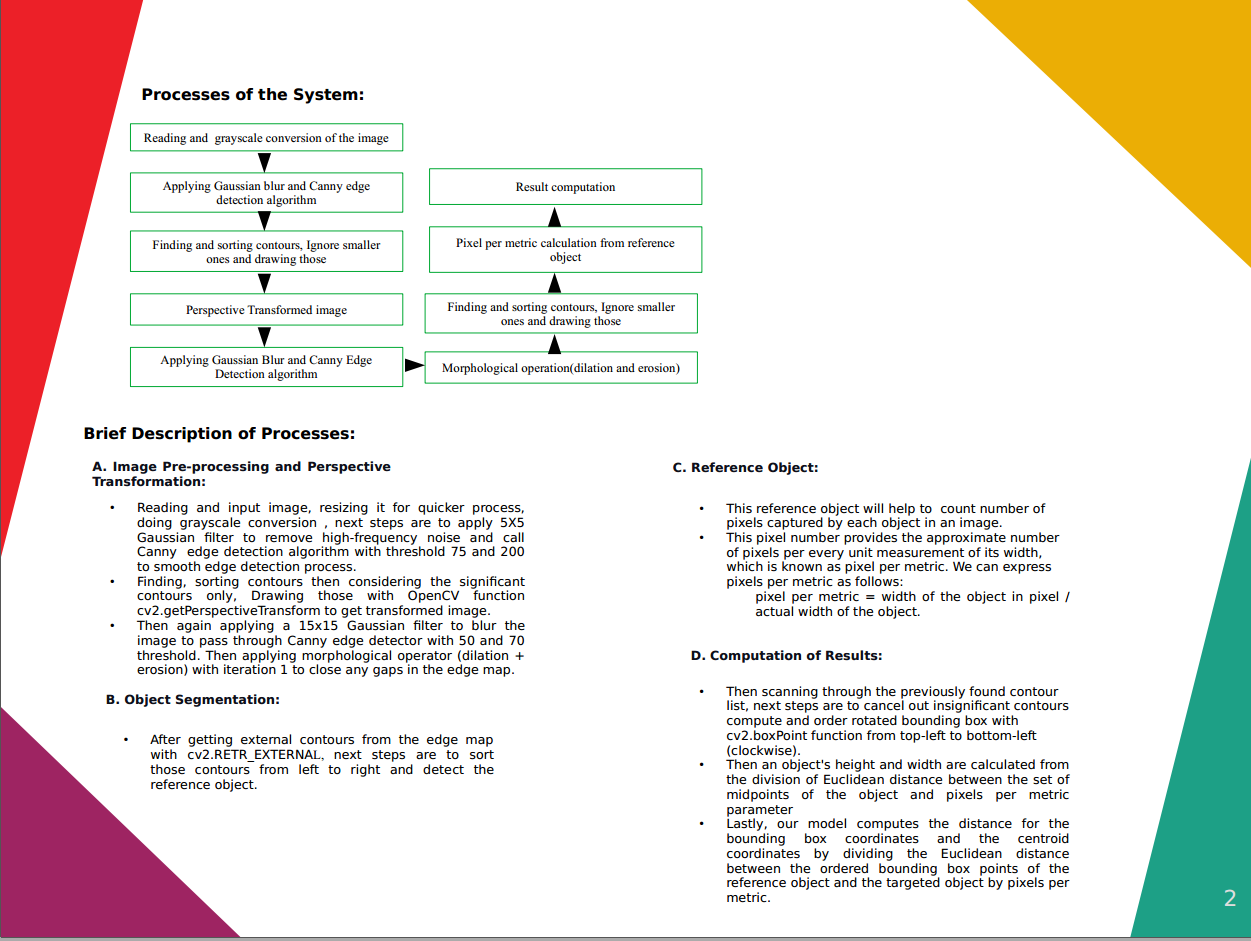 Processes of the System:
Reading and  grayscale conversion of the image
Applying Gaussian blur and Canny edge
detection algorithm
Finding and sorting contours, Ignore smaller
ones and drawing those
Perspective Transformed image
Applying Gaussian Blur and Canny Edge
Detection algorithm
Morphological operation(dilation and erosion)
Finding and sorting contours, Ignore smaller
ones and drawing those
Pixel per metric calculation from reference
object
Result computation
Brief Description of Processes:
A. Image Pre-processing and Perspective
Transformation:
• Reading and input image, resizing it for quicker process,
doing grayscale conversion , next steps are to apply 5X5
Gaussian filter to remove high-frequency noise and call
Canny  edge detection algorithm with threshold 75 and 200
to smooth edge detection process.
• Finding, sorting contours then considering the significant
contours only, Drawing those with OpenCV function
cv2.getPerspectiveTransform to get transformed image.
• Then again applying a 15x15 Gaussian filter to blur the
image to pass through Canny edge detector with 50 and 70
threshold. Then applying morphological operator (dilation +
erosion) with iteration 1 to close any gaps in the edge map.
B. Object Segmentation:
• After getting external contours from the edge map
with cv2.RETR_EXTERNAL, next steps are to sort
those contours from left to right and detect the
reference object.
C. Reference Object:
• This reference object will help to  count number of
pixels captured by each object in an image.
• This pixel number provides the approximate number
of pixels per every unit measurement of its width,
which is known as pixel per metric. We can express
pixels per metric as follows:
pixel per metric = width of the object in pixel /
actual width of the object.
D. Computation of Results:
• Then scanning through the previously found contour
list, next steps are to cancel out insignificant contours
compute and order rotated bounding box with
cv2.boxPoint function from top-left to bottom-left
(clockwise).
• Then an object's height and width are calculated from
the division of Euclidean distance between the set of
midpoints of the object and pixels per metric
parameter
• Lastly, our model computes the distance for the
bounding box coordinates and the centroid
coordinates by dividing the Euclidean distance
between the ordered bounding box points of the
reference object and the targeted object by pixels per
metric.
2